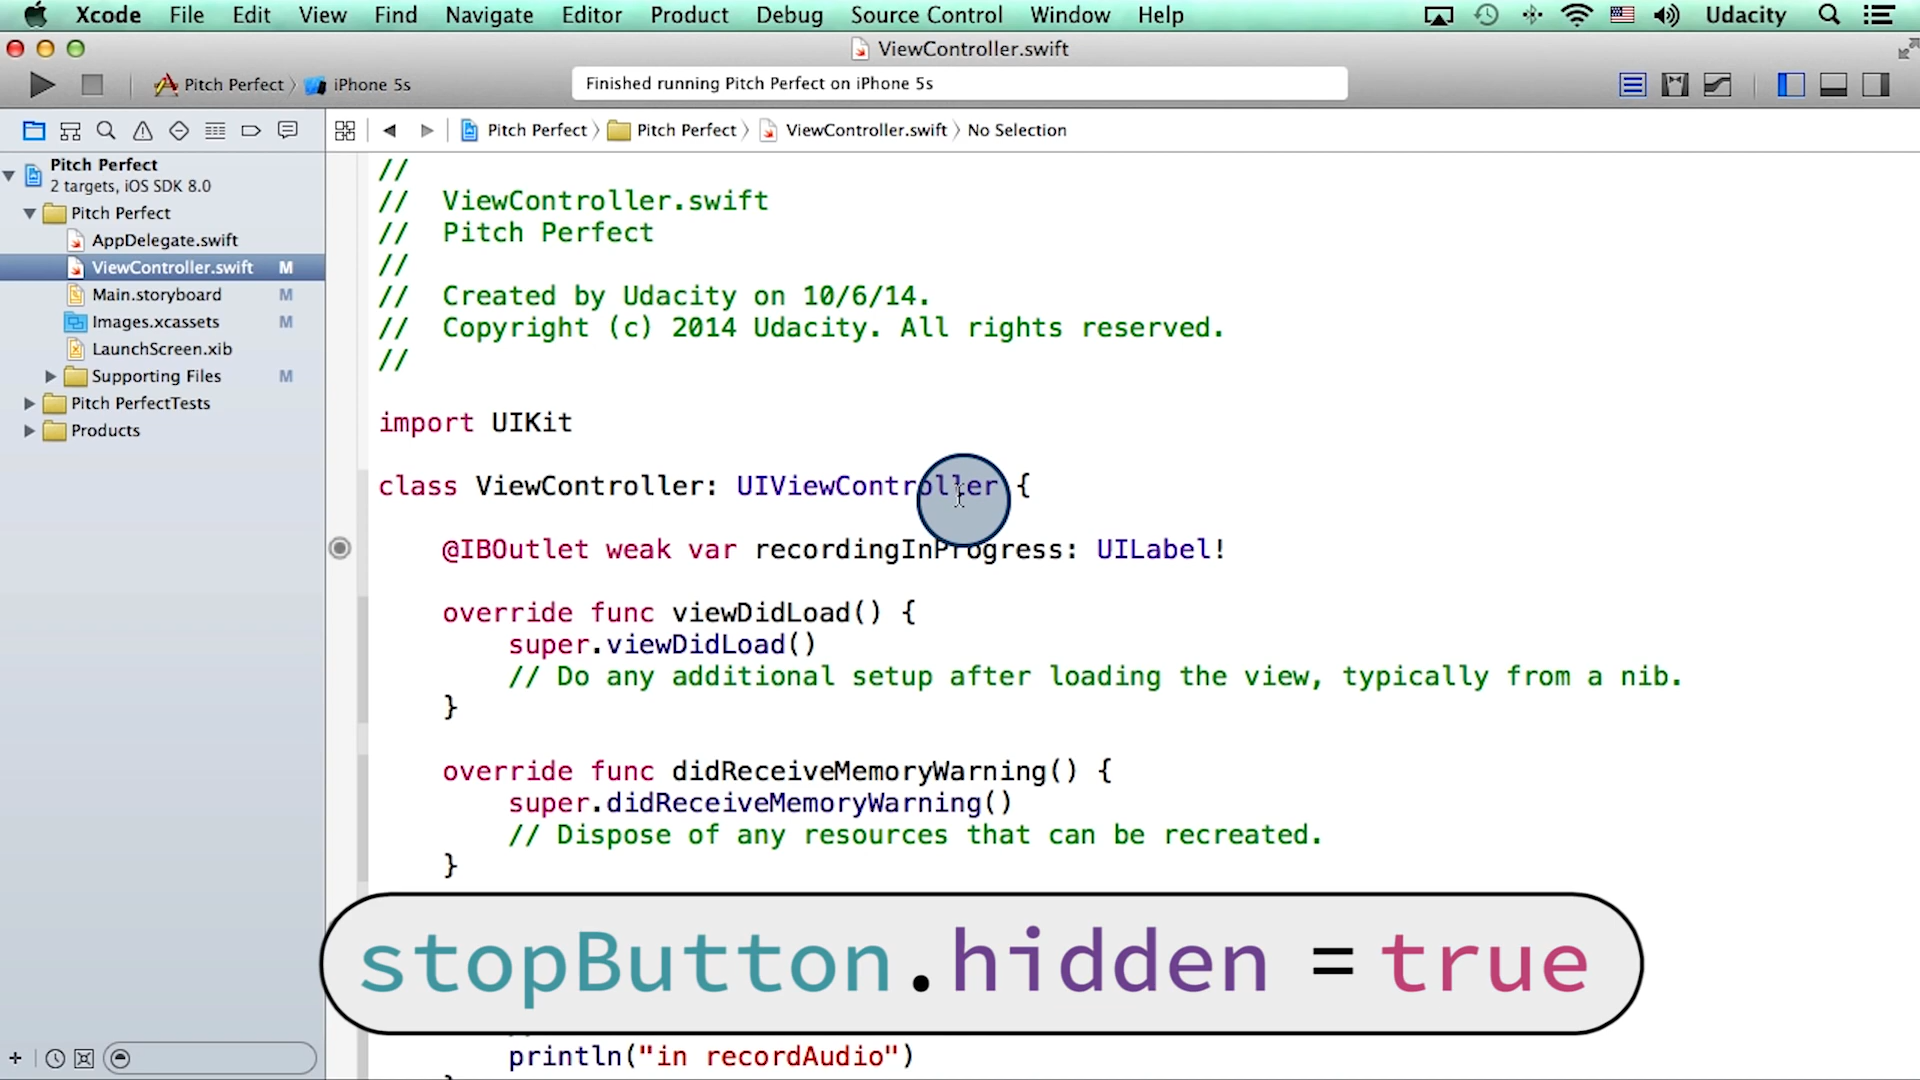 Xcode File Edit View Find Navigate Editor Product Debug Source Control Window Help Udacity
ViewController.swift
Pitch Perfect iPhone 5s Finished running Pitch Perfect on iPhone 5s
Pitch Perfect Pitch Perfect ViewController.swift No Selection
Pitch Perfect
2 targets, iOS SDK 8.0
Pitch Perfect
AppDelegate.swift
ViewController.swift M
Main.storyboard M
Images.xcassets M
LaunchScreen.xib
Supporting Files M
Pitch PerfectTests
Products
//
// ViewController.swift
// Pitch Perfect
//
// Created by Udacity on 10/6/14.
// Copyright (c) 2014 Udacity. All rights reserved.
//
import UIKit
class ViewController: UIViewController {
@IBOutlet weak var recordingInProgress: UILabel!
override func viewDidLoad() {
super.viewDidLoad()
// Do any additional setup after loading the view, typically from a nib.
}
override func didReceiveMemoryWarning() {
super.didReceiveMemoryWarning()
// Dispose of any resources that can be recreated.
}
stopButton.hidden = true
println("in recordAudio")